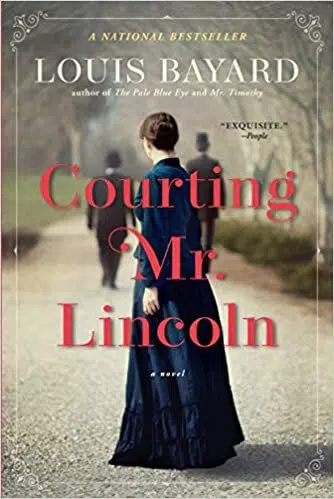 A NATIONAL BESTSELLER
LOUIS BAYARD
author of The Pale Blue Eye and Mr. Timothy
"EXQUISITE."
—People
Courting
Mr.
Lincoln
a novel